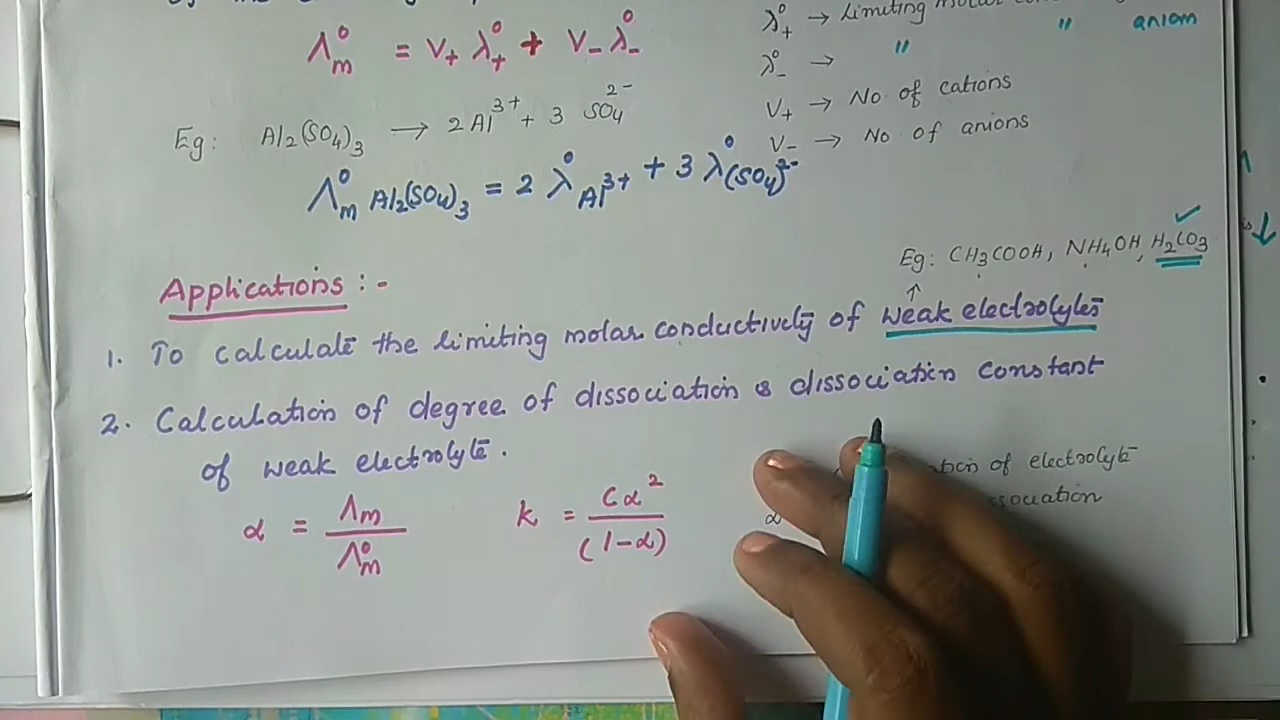 Λ°m = V+ λ°+ + V- λ°-
λ°+ → Limiting
" anion
λ°- → "
V+ → No of cations
V- → No of anions
Eg: Al2(SO4)3 → 2Al3+ + 3 SO4 2-
Λ°m Al2(SO4)3 = 2 λ°Al3+ + 3 λ°(SO4)2-
Eg: CH3COOH, NH4OH, H2CO3
Applications :-
1. To calculate the limiting molar conductively of weak electrolytes
2. Calculation of degree of dissociation & dissociation constant
of weak electrolyte.
of electrolyte
α = Λm / Λ°m
k = Cα² / (1-α)
α